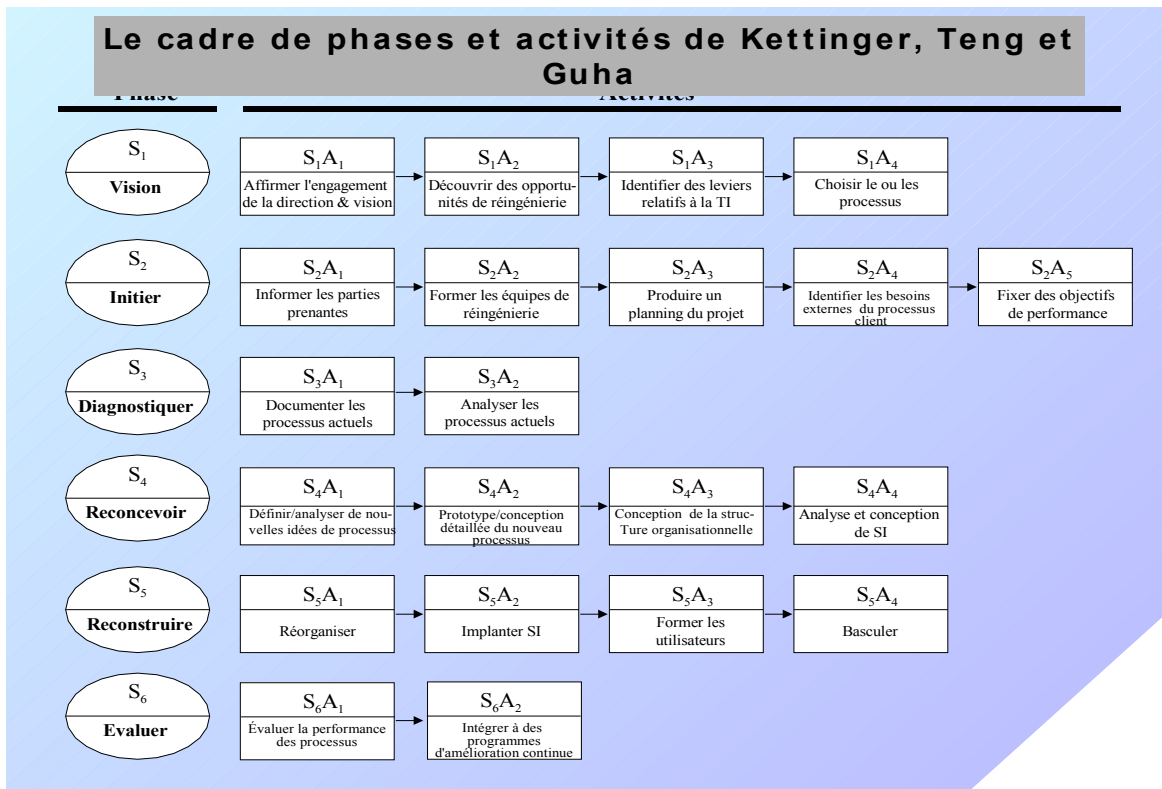 Le cadre de phases et activités de Kettinger, Teng et
Guha
Phase
Activités
S₁
Vision
S₁A₁
Affirmer l'engagement
de la direction & vision
S₁A₂
Découvrir des opportu-
nités de réingénierie
S₁A₃
Identifier des leviers
relatifs à la TI
S₁A₄
Choisir le ou les
processus
S₂
Initier
S₂A₁
Informer les parties
prenantes
S₂A₂
Former les équipes de
réingénierie
S₂A₃
Produire un
planning du projet
S₂A₄
Identifier les besoins
externes du processus
client
S₂A₅
Fixer des objectifs
de performance
S₃
Diagnostiquer
S₃A₁
Documenter les
processus actuels
S₃A₂
Analyser les
processus actuels
S₄
Reconcevoir
S₄A₁
Définir/analyser de nou-
velles idées de processus
S₄A₂
Prototype/conception
détaillée du nouveau
processus
S₄A₃
Conception de la struc-
Ture organisationnelle
S₄A₄
Analyse et conception
de SI
S₅
Reconstruire
S₅A₁
Réorganiser
S₅A₂
Implanter SI
S₅A₃
Former les
utilisateurs
S₅A₄
Basculer
S₆
Evaluer
S₆A₁
Évaluer la performance
des processus
S₆A₂
Intégrer à des
programmes
d'amélioration continue